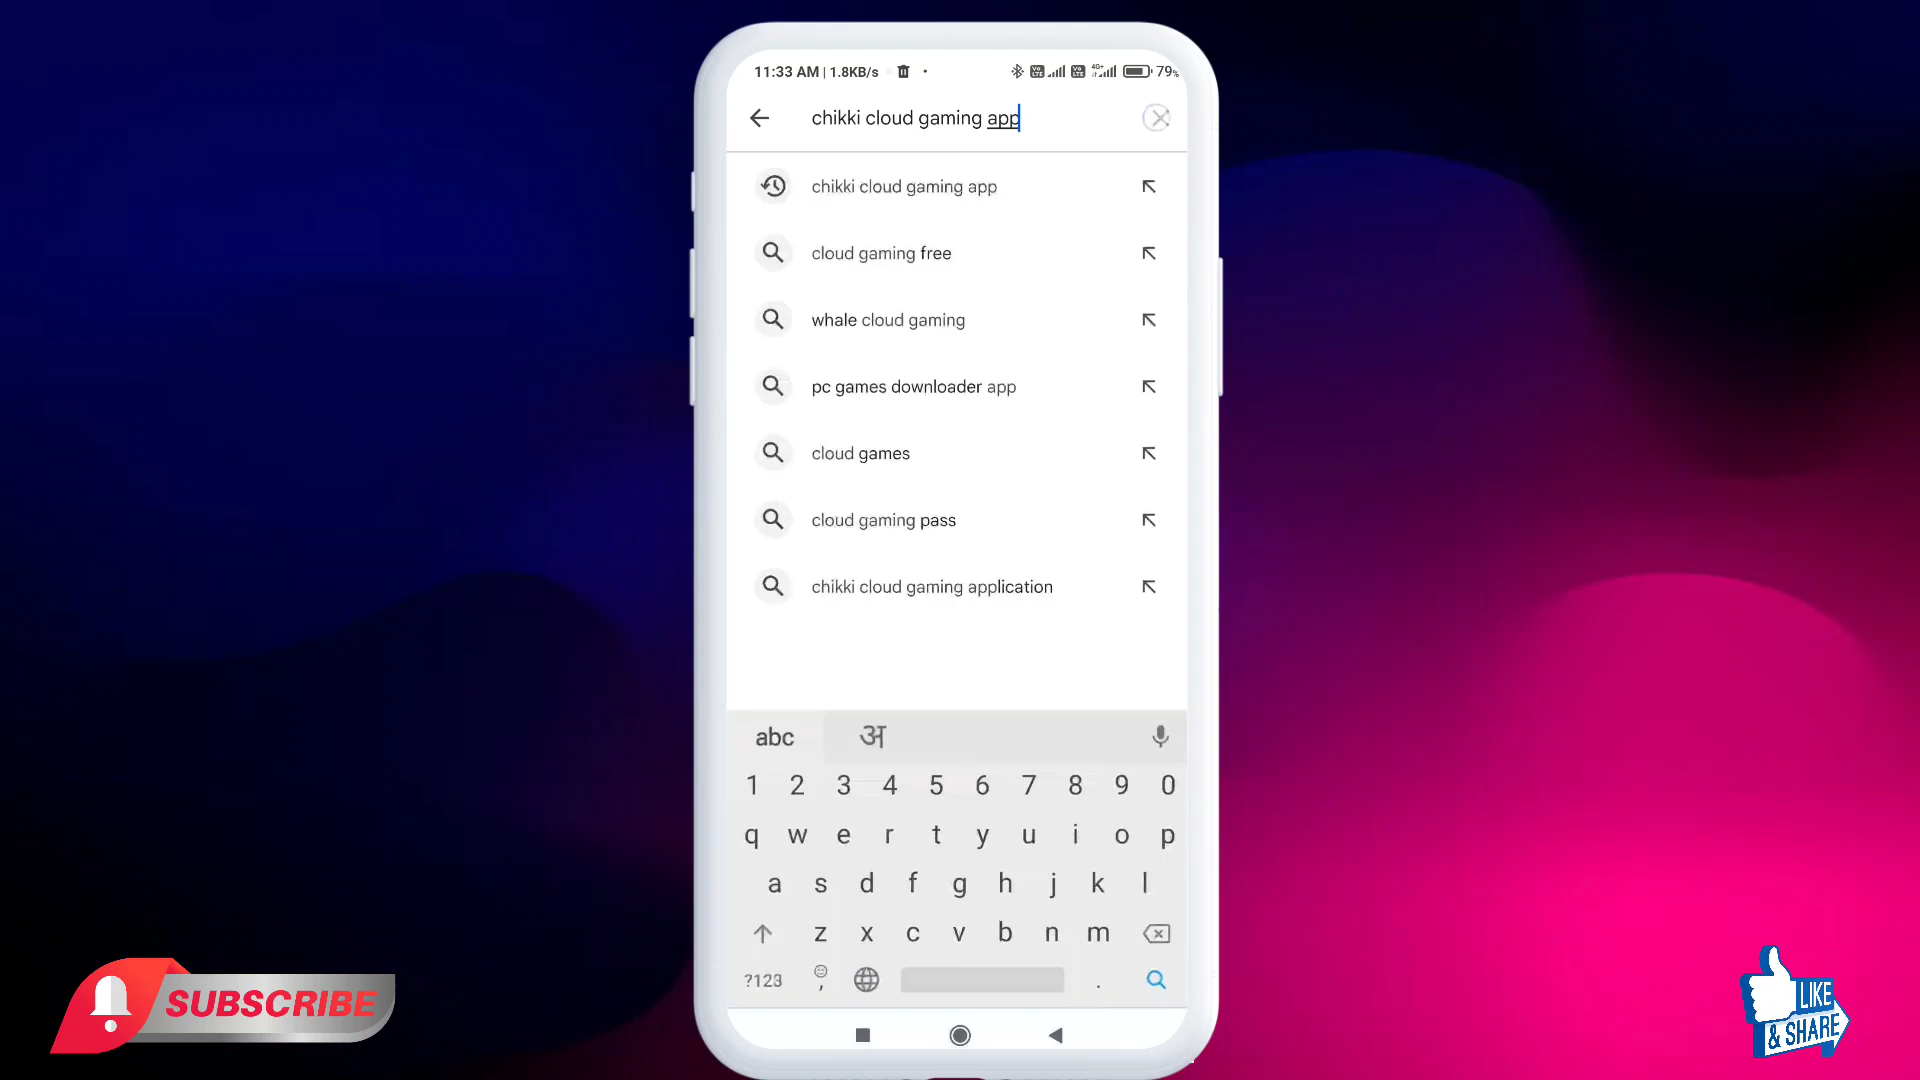 11:33 AM | 1.8KB/s
4G+
79%
chikki cloud gaming app
chikki cloud gaming app
cloud gaming free
whale cloud gaming
pc games downloader app
cloud games
cloud gaming pass
chikki cloud gaming application
abc अ
1 2 3 4 5 6 7 8 9 0
q w e r t y u i o p
a s d f g h j k l
z x c v b n m
?123 , .
SUBSCRIBE
LIKE
& SHARE